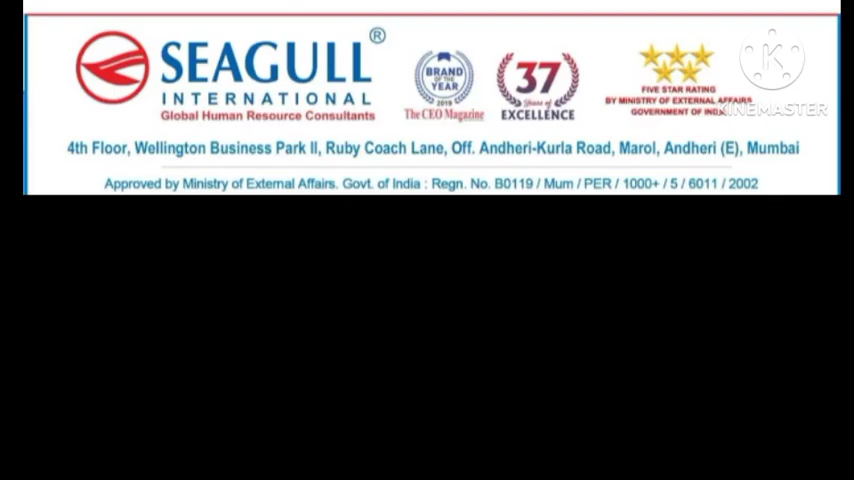 SEAGULL®
INTERNATIONAL
Global Human Resource Consultants
BRAND
OF THE
YEAR
2019
The CEO Magazine
37
Years of
EXCELLENCE
FIVE STAR RATING
BY MINISTRY OF EXTERNAL AFFAIRS
GOVERNMENT OF INDIA
K
KINEMASTER
4th Floor, Wellington Business Park II, Ruby Coach Lane, Off. Andheri-Kurla Road, Marol, Andheri (E), Mumbai
Approved by Ministry of External Affairs. Govt. of India : Regn. No. B0119 / Mum / PER / 1000+ / 5 / 6011 / 2002